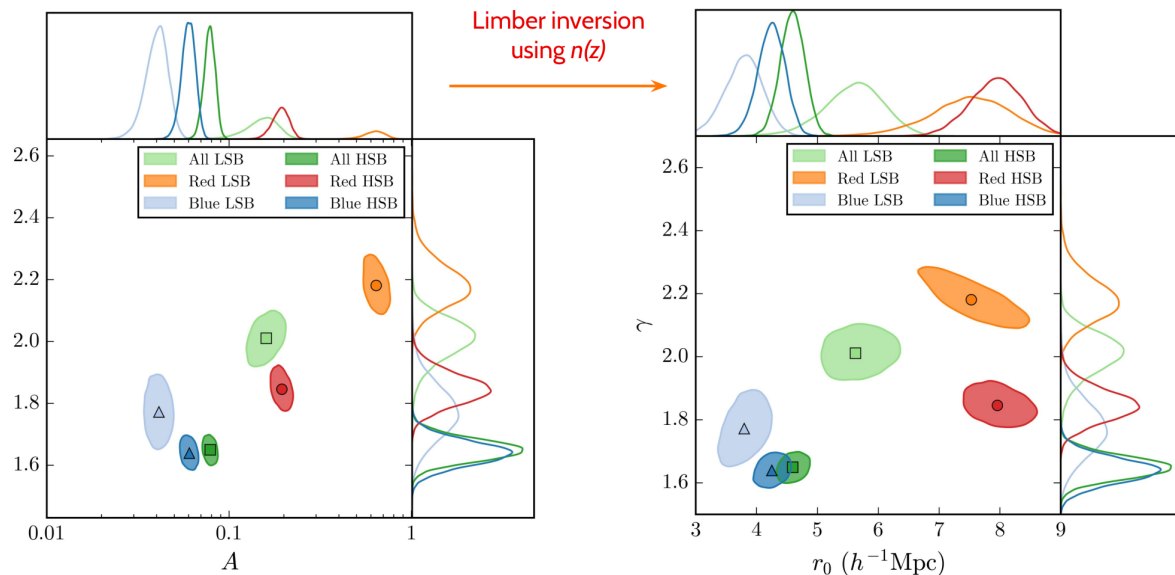 Limber inversion
using n(z)
2.6
2.4
2.2
2.0
1.8
1.6
All LSB
Red LSB
Blue LSB
All HSB
Red HSB
Blue HSB
0.01
0.1
1
A
2.6
2.4
2.2
2.0
1.8
1.6
γ
All LSB
Red LSB
Blue LSB
All HSB
Red HSB
Blue HSB
3
4
5
6
7
8
9
r₀ (h⁻¹Mpc)